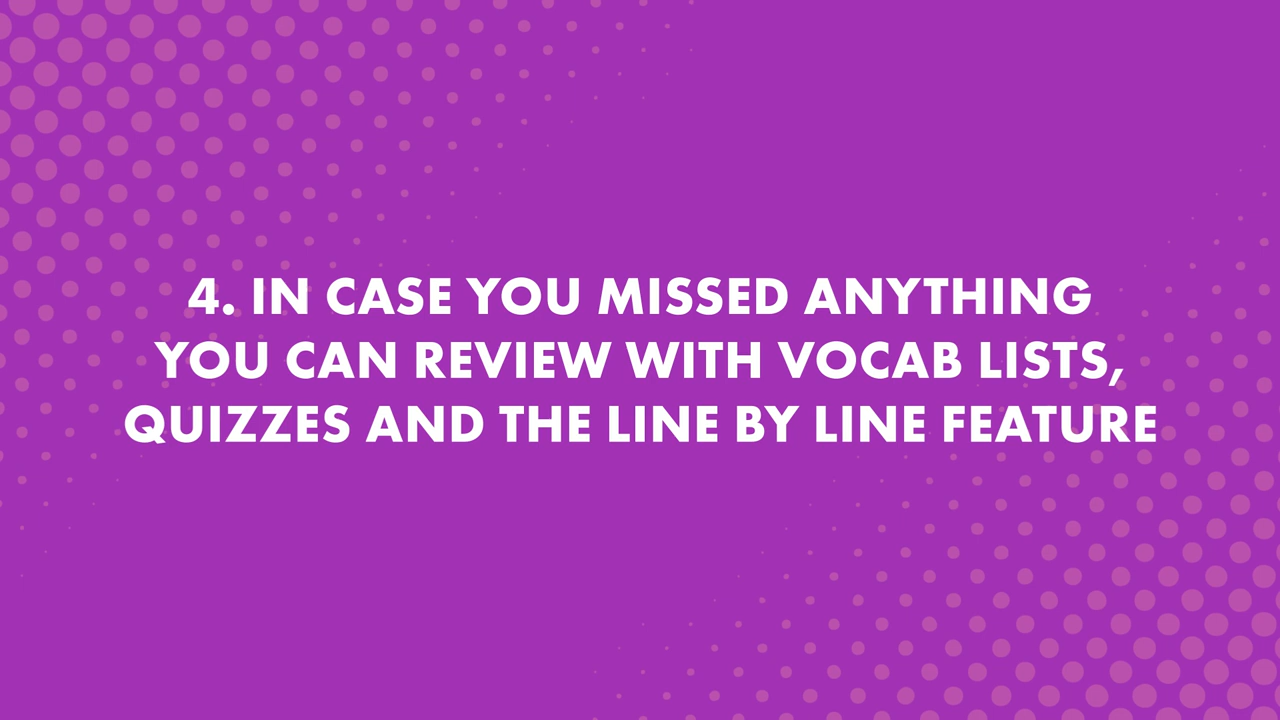 4. IN CASE YOU MISSED ANYTHING
YOU CAN REVIEW WITH VOCAB LISTS,
QUIZZES AND THE LINE BY LINE FEATURE